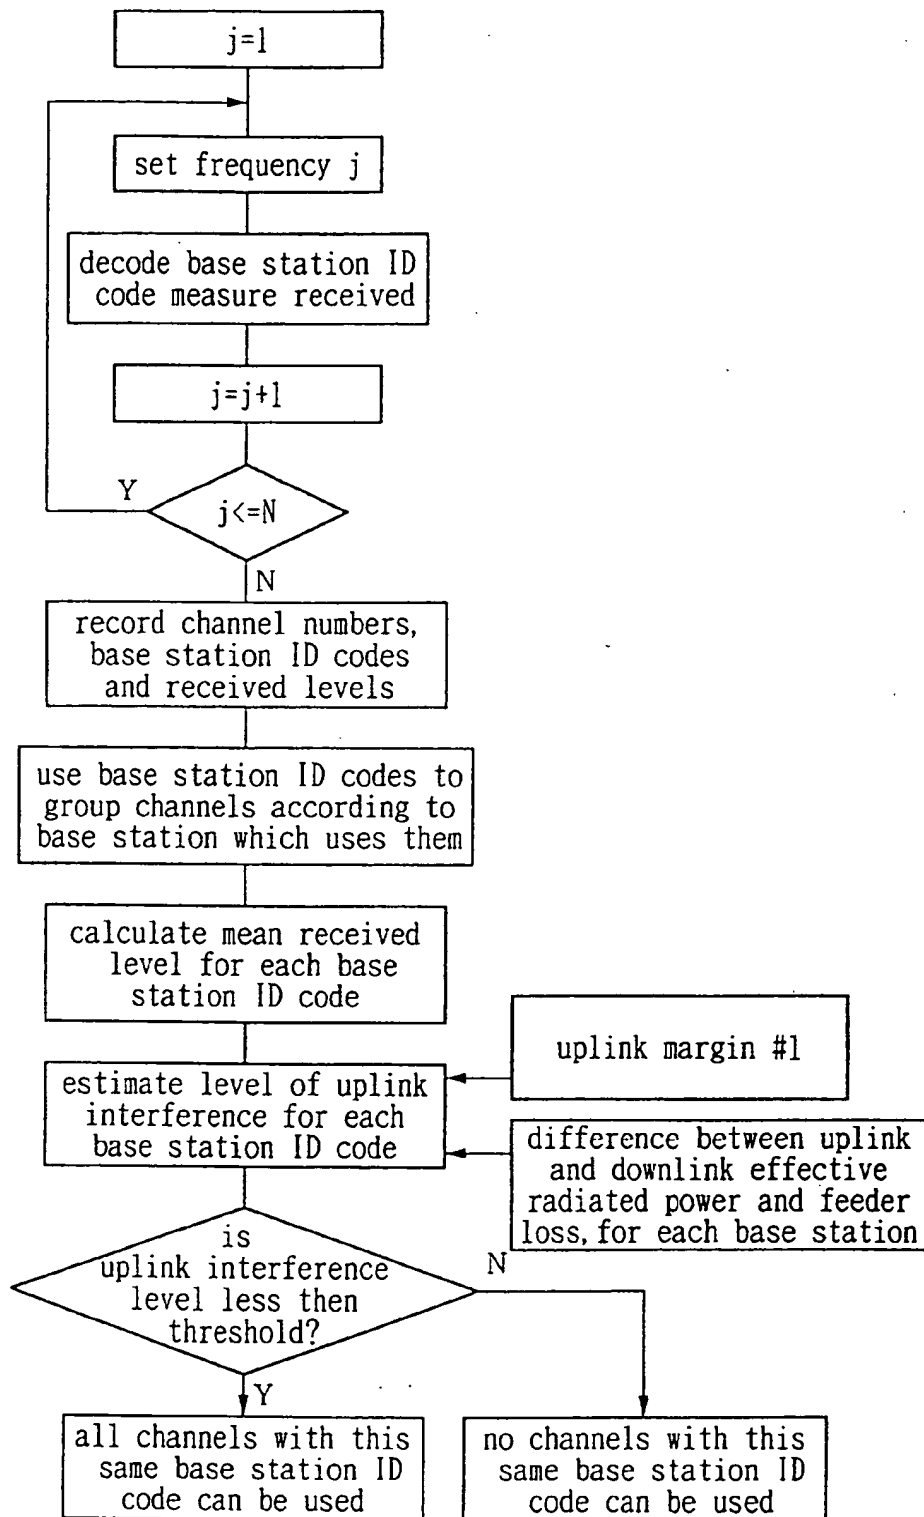 j=1
set frequency j
decode base station ID
code measure received
j=j+1
Y
j<=N
N
record channel numbers,
base station ID codes
and received levels
use base station ID codes to
group channels according to
base station which uses them
calculate mean received
level for each base
station ID code
uplink margin #1
estimate level of uplink
interference for each
base station ID code
difference between uplink
and downlink effective
radiated power and feeder
loss, for each base station
is
uplink interference
level less then
threshold?
N
Y
all channels with this
same base station ID
code can be used
no channels with this
same base station ID
code can be used